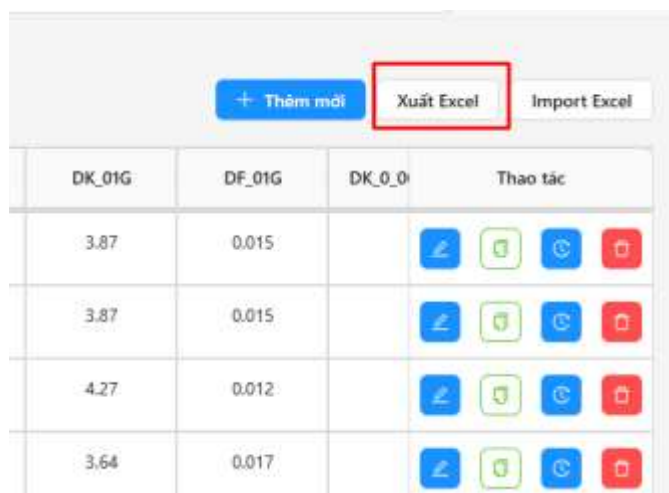 + Thêm mới Xuất Excel Import Excel
DK_01G DF_01G DK_0_0 Thao tác
3.87 0.015
3.87 0.015
4.27 0.012
3.64 0.017